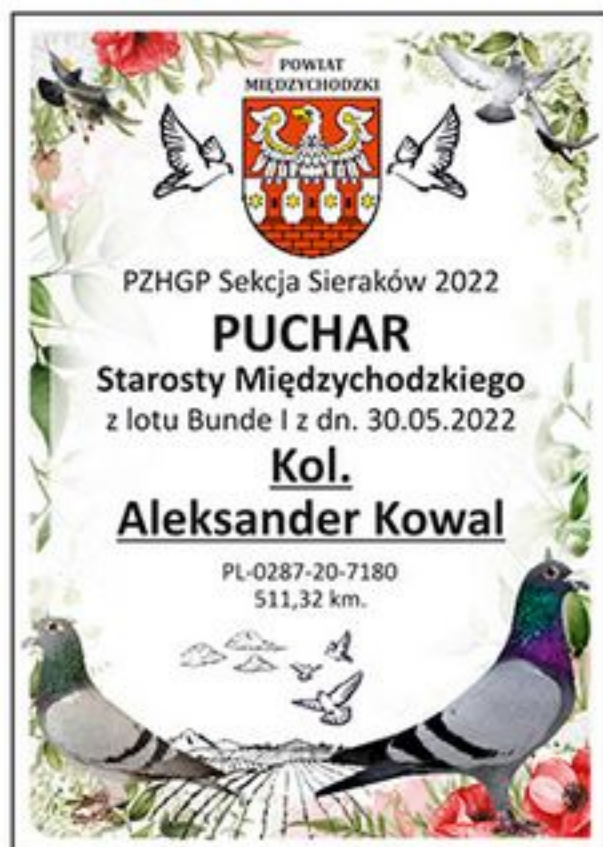 POWIAT
MIĘDZYCHODZKI
PZHGP Sekcja Sieraków 2022
PUCHAR
Starosty Międzychodzkiego
z lotu Bunde I z dn. 30.05.2022
Kol.
Aleksander Kowal
PL-0287-20-7180
511,32 km.